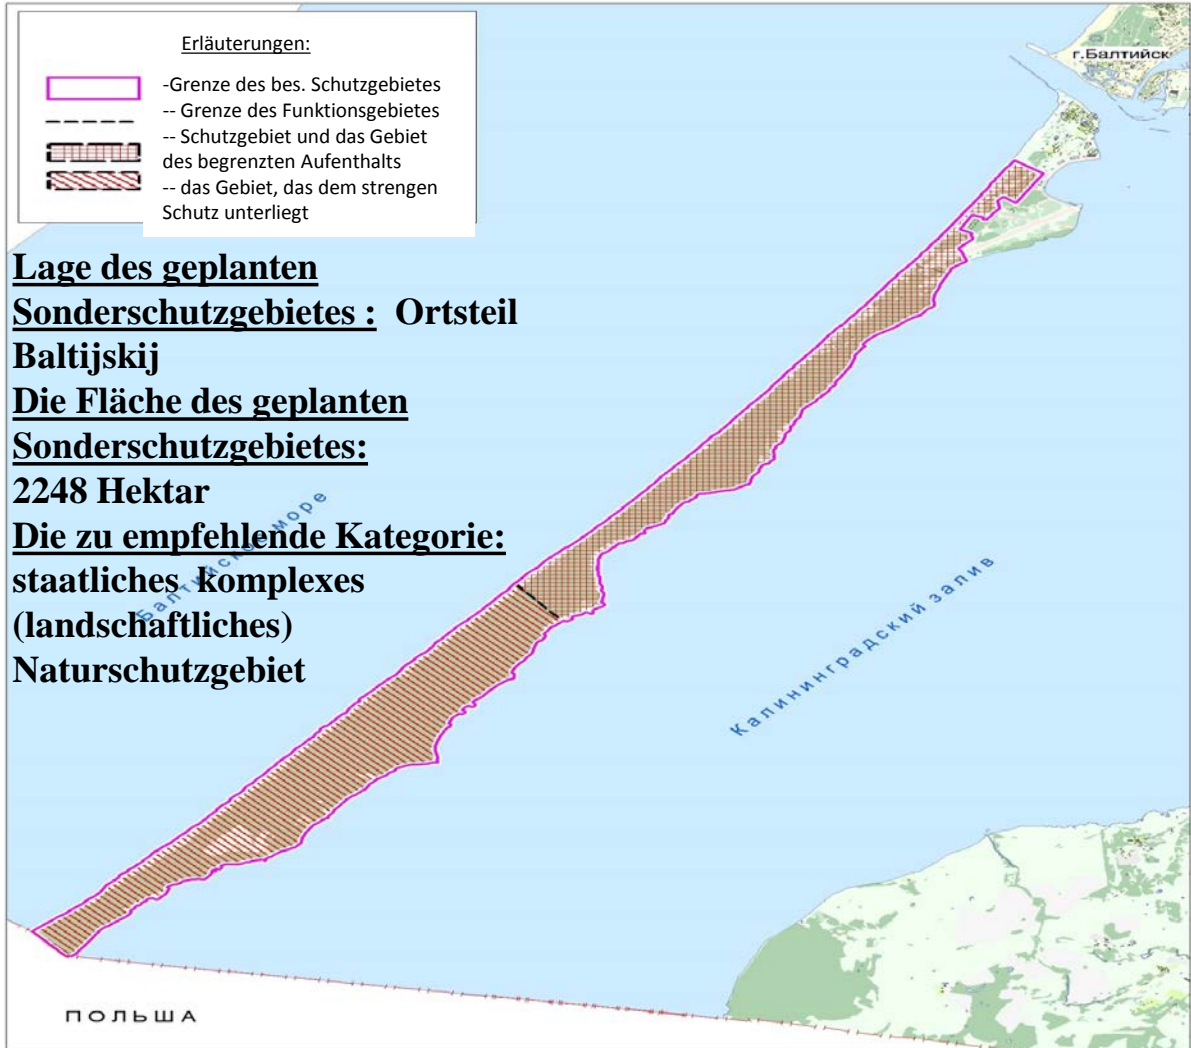 Erläuterungen:
-Grenze des bes. Schutzgebietes
-- Grenze des Funktionsgebietes
-- Schutzgebiet und das Gebiet
des begrenzten Aufenthalts
-- das Gebiet, das dem strengen
Schutz unterliegt
г.Балтийск
Lage des geplanten
Sonderschutzgebietes : Ortsteil
Baltijskij
Die Fläche des geplanten
Sonderschutzgebietes:
2248 Hektar
Die zu empfehlende Kategorie:
staatliches komplexes
(landschaftliches)
Naturschutzgebiet
Балтийское море
Калининградский залив
ПОЛЬША